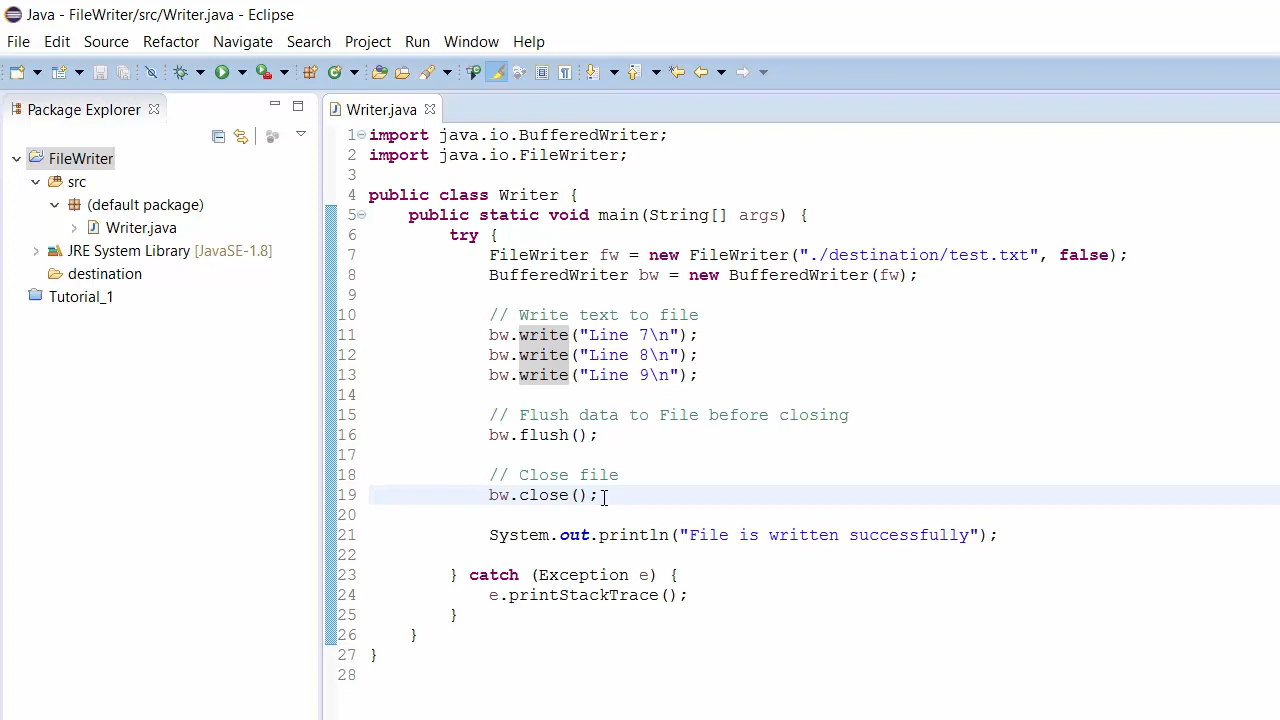 Java - FileWriter/src/Writer.java - Eclipse
File Edit Source Refactor Navigate Search Project Run Window Help
Package Explorer
FileWriter
src
(default package)
Writer.java
JRE System Library [JavaSE-1.8]
destination
Tutorial_1
Writer.java
1 import java.io.BufferedWriter;
2 import java.io.FileWriter;
3
4 public class Writer {
5 public static void main(String[] args) {
6 try {
7 FileWriter fw = new FileWriter("./destination/test.txt", false);
8 BufferedWriter bw = new BufferedWriter(fw);
9
10 // Write text to file
11 bw.write("Line 7\n");
12 bw.write("Line 8\n");
13 bw.write("Line 9\n");
14
15 // Flush data to File before closing
16 bw.flush();
17
18 // Close file
19 bw.close();
20
21 System.out.println("File is written successfully");
22
23 } catch (Exception e) {
24 e.printStackTrace();
25 }
26 }
27 }
28